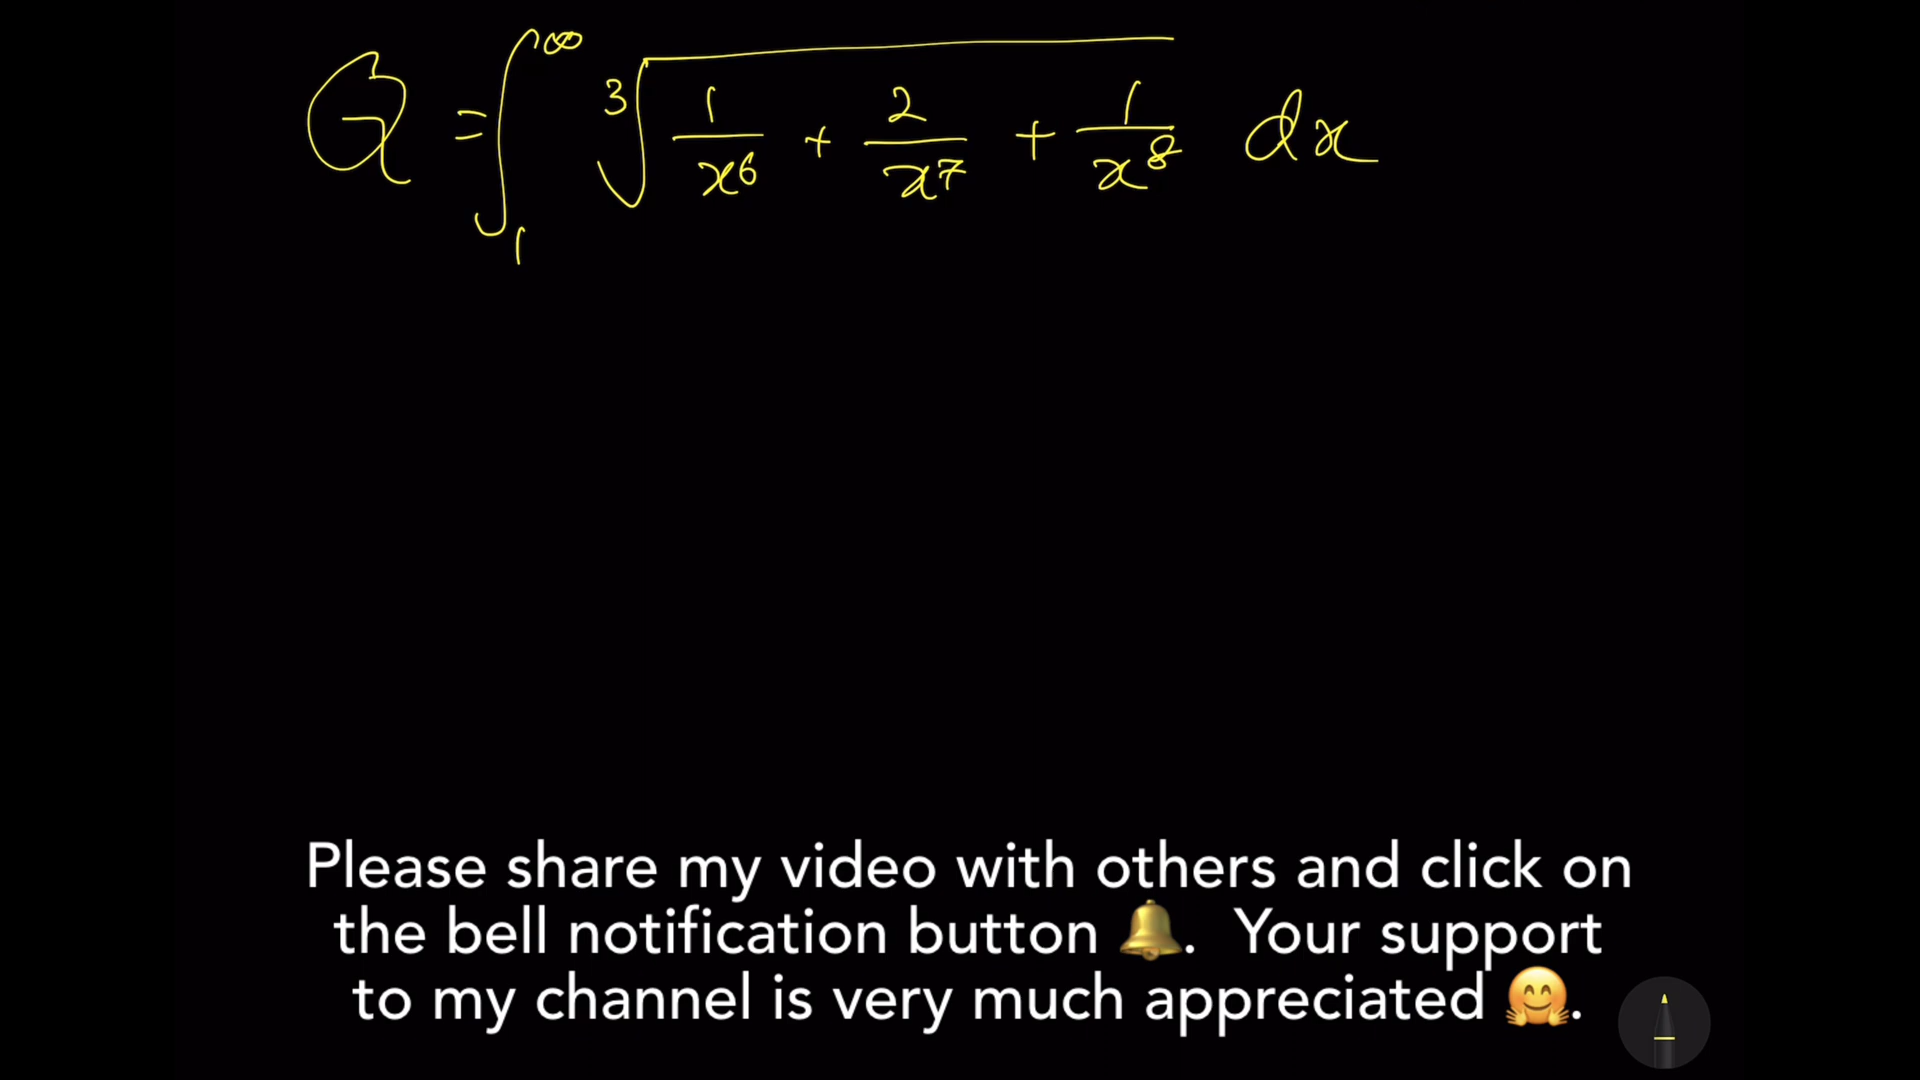 G = ∫₁^∞ ∛(1/x⁶ + 2/x⁷ + 1/x⁸) dx
Please share my video with others and click on
the bell notification button 🔔. Your support
to my channel is very much appreciated 🤗.